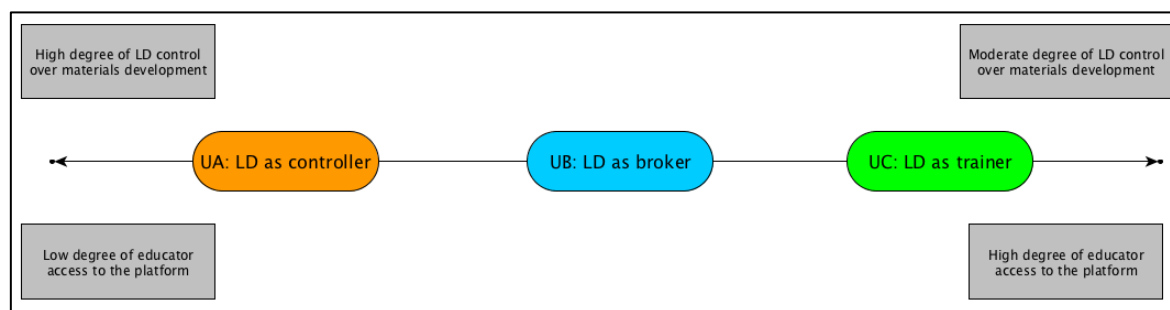 High degree of LD control
over materials development
Moderate degree of LD control
over materials development
UA: LD as controller
UB: LD as broker
UC: LD as trainer
Low degree of educator
access to the platform
High degree of educator
access to the platform